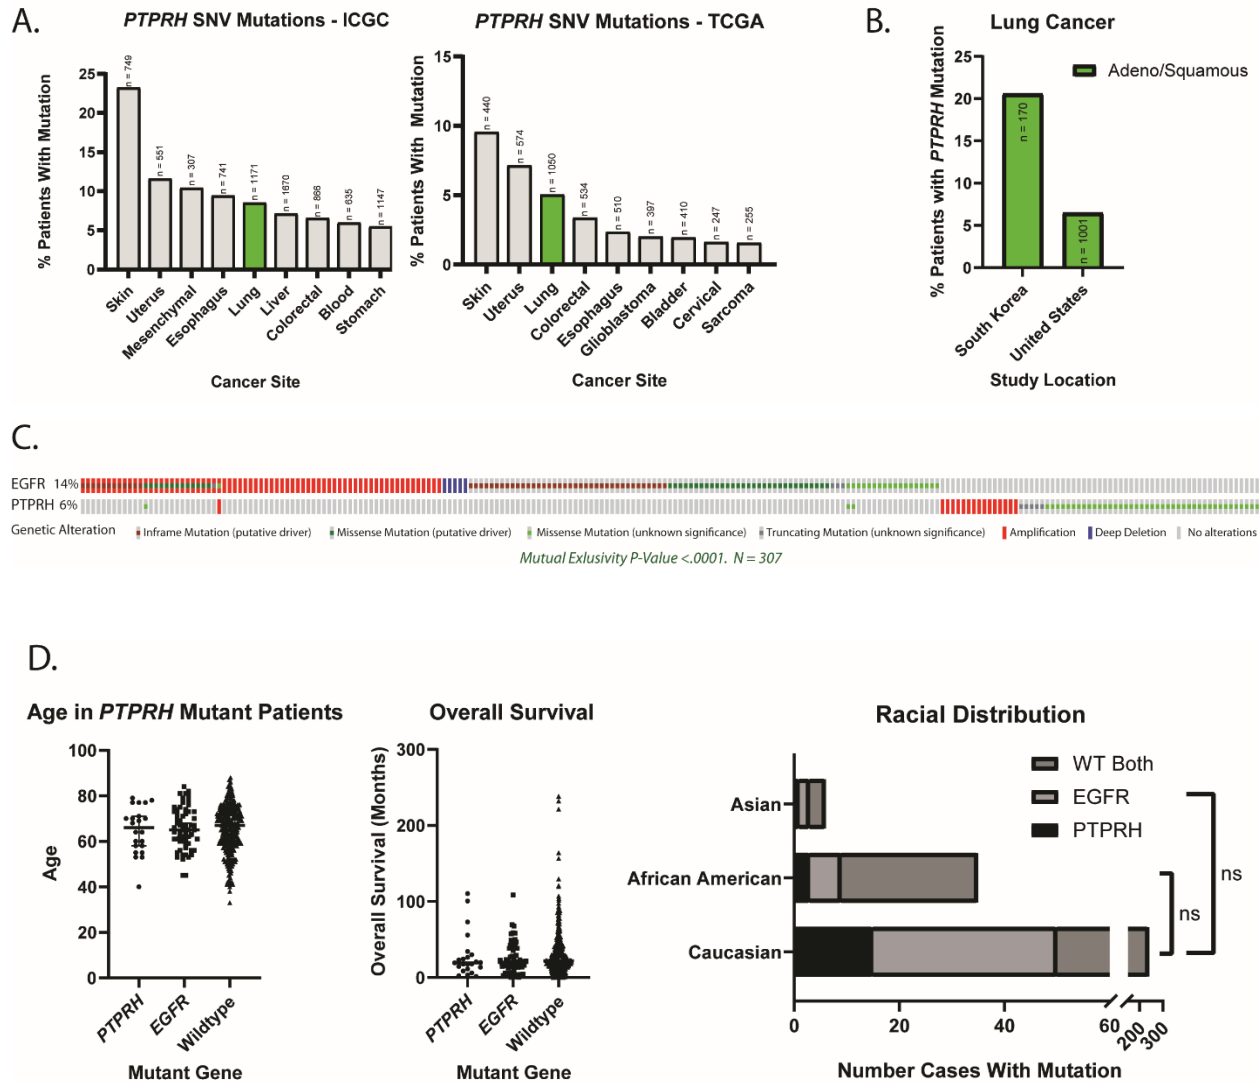 A.
PTPRH SNV Mutations - ICGC
% Patients With Mutation
25
20
15
10
5
0
n = 749
n = 551
n = 307
n = 741
n = 1171
n = 1670
n = 866
n = 635
n = 1147
Skin
Uterus
Mesenchymal
Esophagus
Lung
Liver
Colorectal
Blood
Stomach
Cancer Site
PTPRH SNV Mutations - TCGA
% Patients With Mutation
15
10
5
0
n = 440
n = 574
n = 1050
n = 534
n = 510
n = 397
n = 410
n = 247
n = 255
Skin
Uterus
Lung
Colorectal
Esophagus
Glioblastoma
Bladder
Cervical
Sarcoma
Cancer Site
B.
Lung Cancer
% Patients with PTPRH Mutation
25
20
15
10
5
0
n = 170
n = 1001
Adeno/Squamous
South Korea
United States
Study Location
C.
EGFR 14%
PTPRH 6%
Genetic Alteration
Inframe Mutation (putative driver)
Missense Mutation (putative driver)
Missense Mutation (unknown significance)
Truncating Mutation (unknown significance)
Amplification
Deep Deletion
No alterations
Mutual Exlusivity P-Value <.0001. N = 307
D.
Age in PTPRH Mutant Patients
Age
100
80
60
40
20
0
PTPRH
EGFR
Wildtype
Mutant Gene
Overall Survival
Overall Survival (Months)
300
200
100
0
PTPRH
EGFR
Wildtype
Mutant Gene
Racial Distribution
WT Both
EGFR
PTPRH
Asian
African American
Caucasian
ns
ns
0
20
40
60
200
300
Number Cases With Mutation